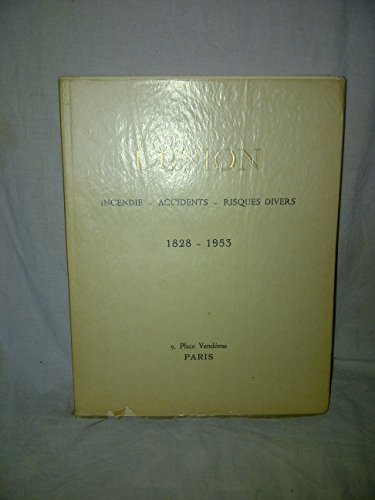 L'UNION
INCENDIE - ACCIDENTS - RISQUES DIVERS
1828 - 1953
9, Place Vendôme
PARIS